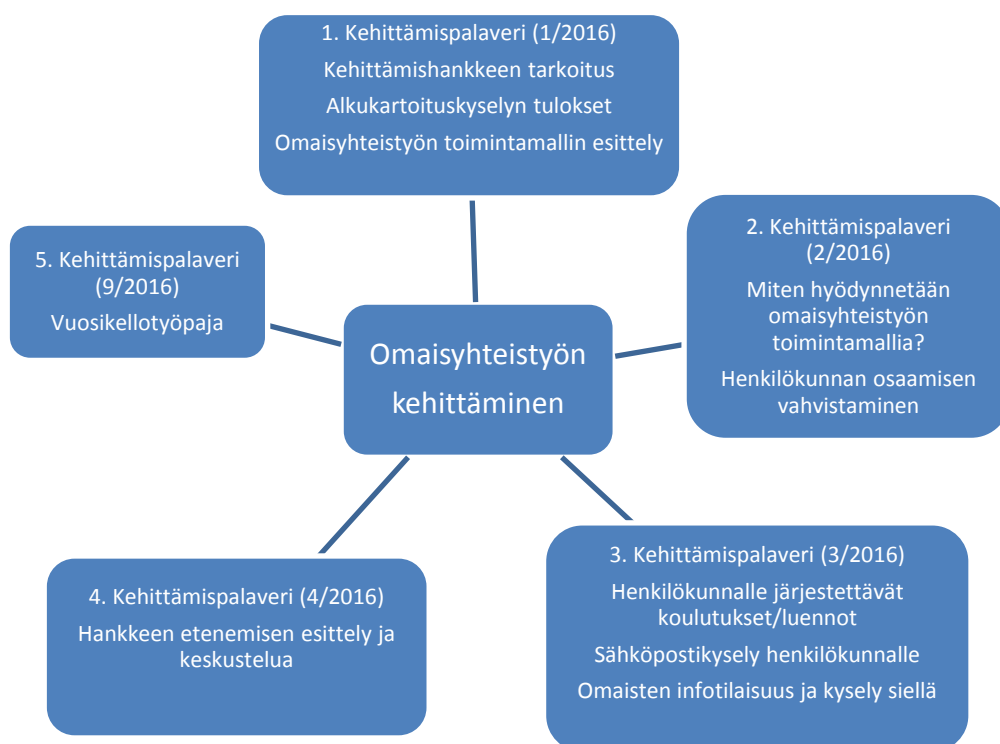 1. Kehittämispalaveri (1/2016)
Kehittämishankkeen tarkoitus
Alkukartoituskyselyn tulokset
Omaisyhteistyön toimintamallin esittely
2. Kehittämispalaveri
(2/2016)
Miten hyödynnetään
omaisyhteistyön
toimintamallia?
Henkilökunnan osaamisen
vahvistaminen
3. Kehittämispalaveri (3/2016)
Henkilökunnalle järjestettävät
koulutukset/luennot
Sähköpostikysely henkilökunnalle
Omaisten infotilaisuus ja kysely siellä
4. Kehittämispalaveri (4/2016)
Hankkeen etenemisen esittely ja
keskustelua
5. Kehittämispalaveri
(9/2016)
Vuosikellotyöpaja
Omaisyhteistyön
kehittäminen